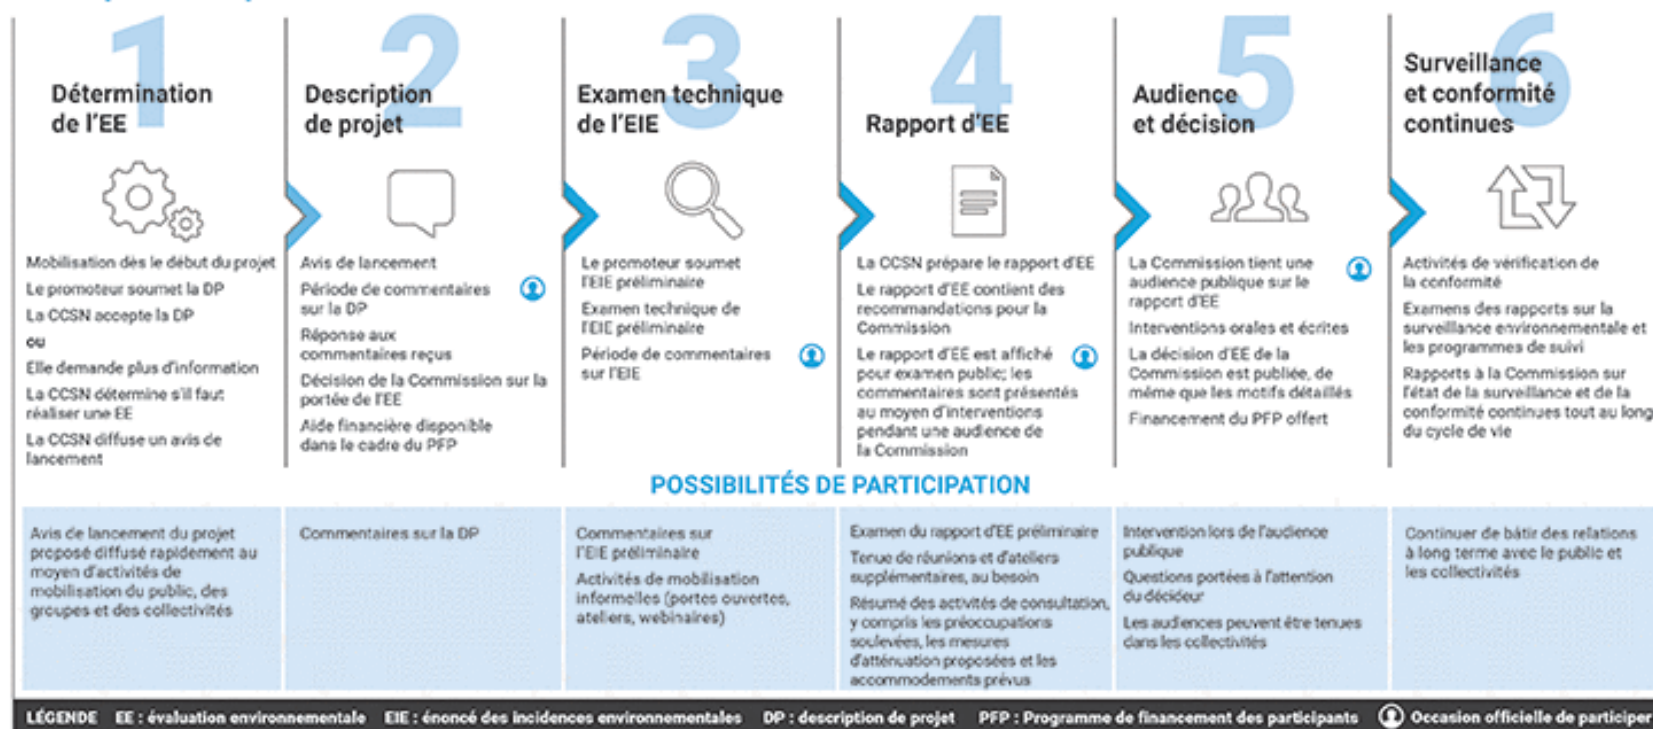 1
Détermination
de l'EE
Mobilisation dès le début du projet
Le promoteur soumet la DP
La CCSN accepte la DP
ou
Elle demande plus d'information
La CCSN détermine s'il faut
réaliser une EE
La CCSN diffuse un avis de
lancement
2
Description
de projet
Avis de lancement
Période de commentaires
sur la DP
Réponse aux
commentaires reçus
Décision de la Commission sur la
portée de l'EE
Aide financière disponible
dans le cadre du PFP
3
Examen technique
de l'EIE
Le promoteur soumet
l'EIE préliminaire
Examen technique de
l'EIE préliminaire
Période de commentaires
sur l'EIE
4
Rapport d'EE
La CCSN prépare le rapport d'EE
Le rapport d'EE contient des
recommandations pour la
Commission
Le rapport d'EE est affiché
pour examen public; les
commentaires sont présentés
au moyen d'interventions
pendant une audience de
la Commission
5
Audience
et décision
La Commission tient une
audience publique sur le
rapport d'EE
Interventions orales et écrites
La décision d'EE de la
Commission est publiée, de
même que les motifs détaillés
Financement du PFP offert
6
Surveillance
et conformité
continues
Activités de vérification de
la conformité
Examens des rapports sur la
surveillance environnementale et
les programmes de suivi
Rapports à la Commission sur
l'état de la surveillance et de la
conformité continues tout au long
du cycle de vie
POSSIBILITÉS DE PARTICIPATION
Avis de lancement du projet
proposé diffusé rapidement au
moyen d'activités de
mobilisation du public, des
groupes et des collectivités
Commentaires sur la DP
Commentaires sur
l'EIE préliminaire
Activités de mobilisation
informelles (portes ouvertes,
ateliers, webinaires)
Examen du rapport d'EE préliminaire
Tenue de réunions et d'ateliers
supplémentaires, au besoin
Résumé des activités de consultation,
y compris les préoccupations
soulevées, les mesures
d'atténuation proposées et les
accommodements prévus
Intervention lors de l'audience
publique
Questions portées à l'attention
du décideur
Les audiences peuvent être tenues
dans les collectivités
Continuer de bâtir des relations
à long terme avec le public et
les collectivités
LÉGENDE EE : évaluation environnementale EIE : énoncé des incidences environnementales DP : description de projet PFP : Programme de financement des participants Occasion officielle de participer